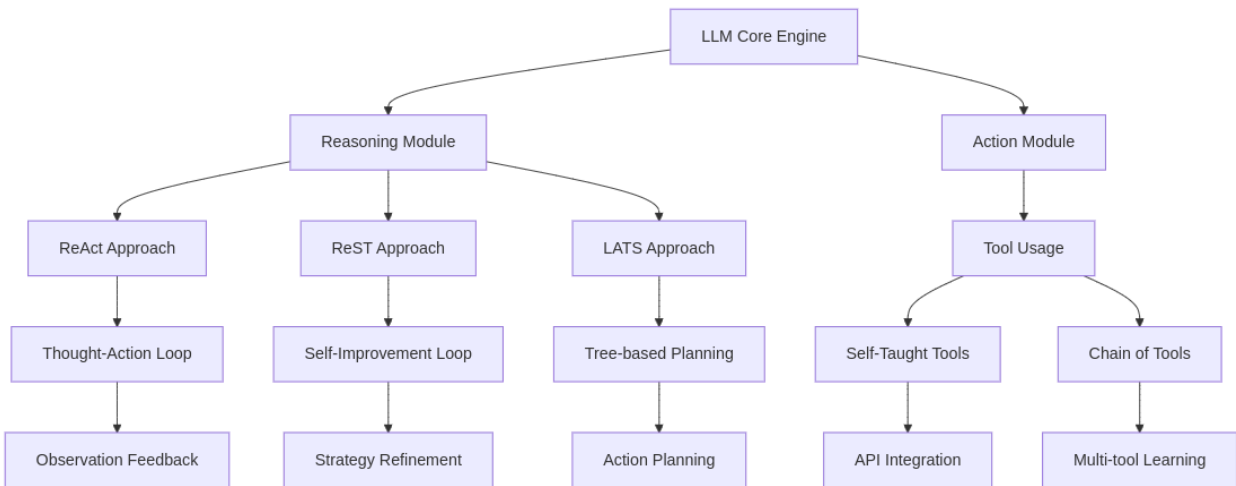 LLM Core Engine
Reasoning Module
Action Module
ReAct Approach
ReST Approach
LATS Approach
Tool Usage
Thought-Action Loop
Self-Improvement Loop
Tree-based Planning
Self-Taught Tools
Chain of Tools
Observation Feedback
Strategy Refinement
Action Planning
API Integration
Multi-tool Learning